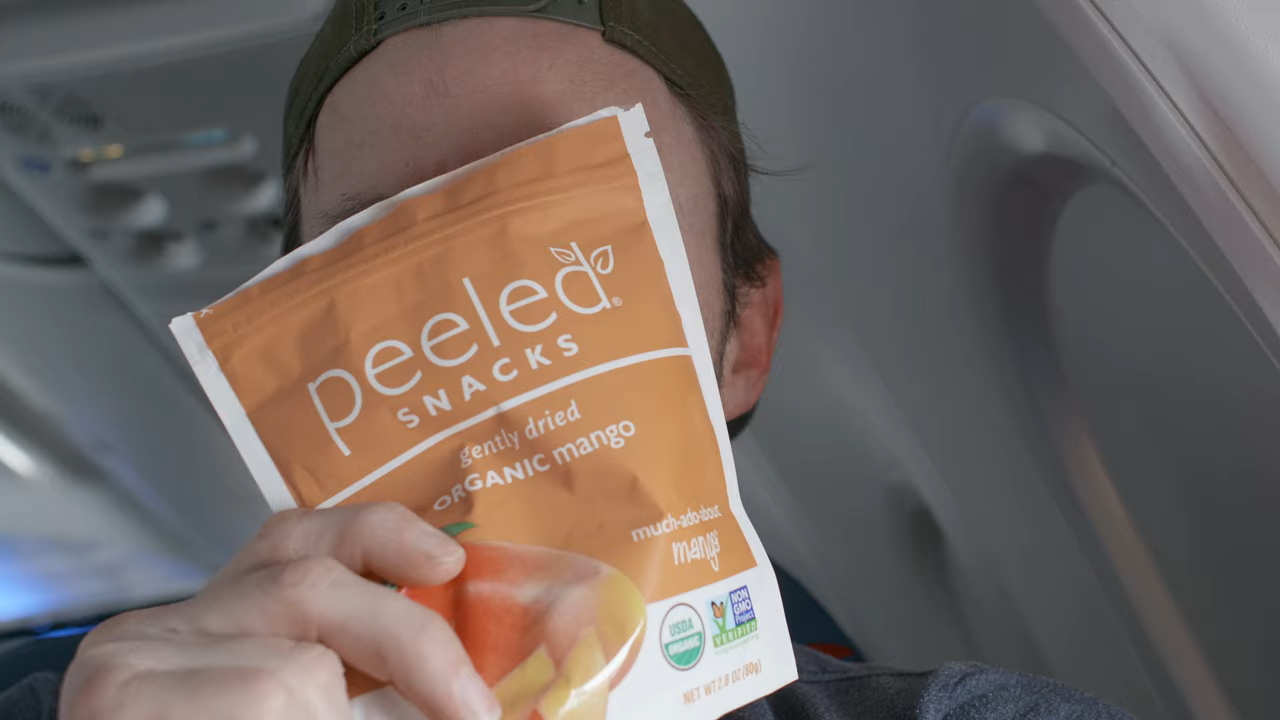 peeled®
SNACKS
gently dried
ORGANIC mango
much-ado-about
mango
USDA
ORGANIC
NON
GMO
Project
VERIFIED
NET WT 2.8 OZ (80g)